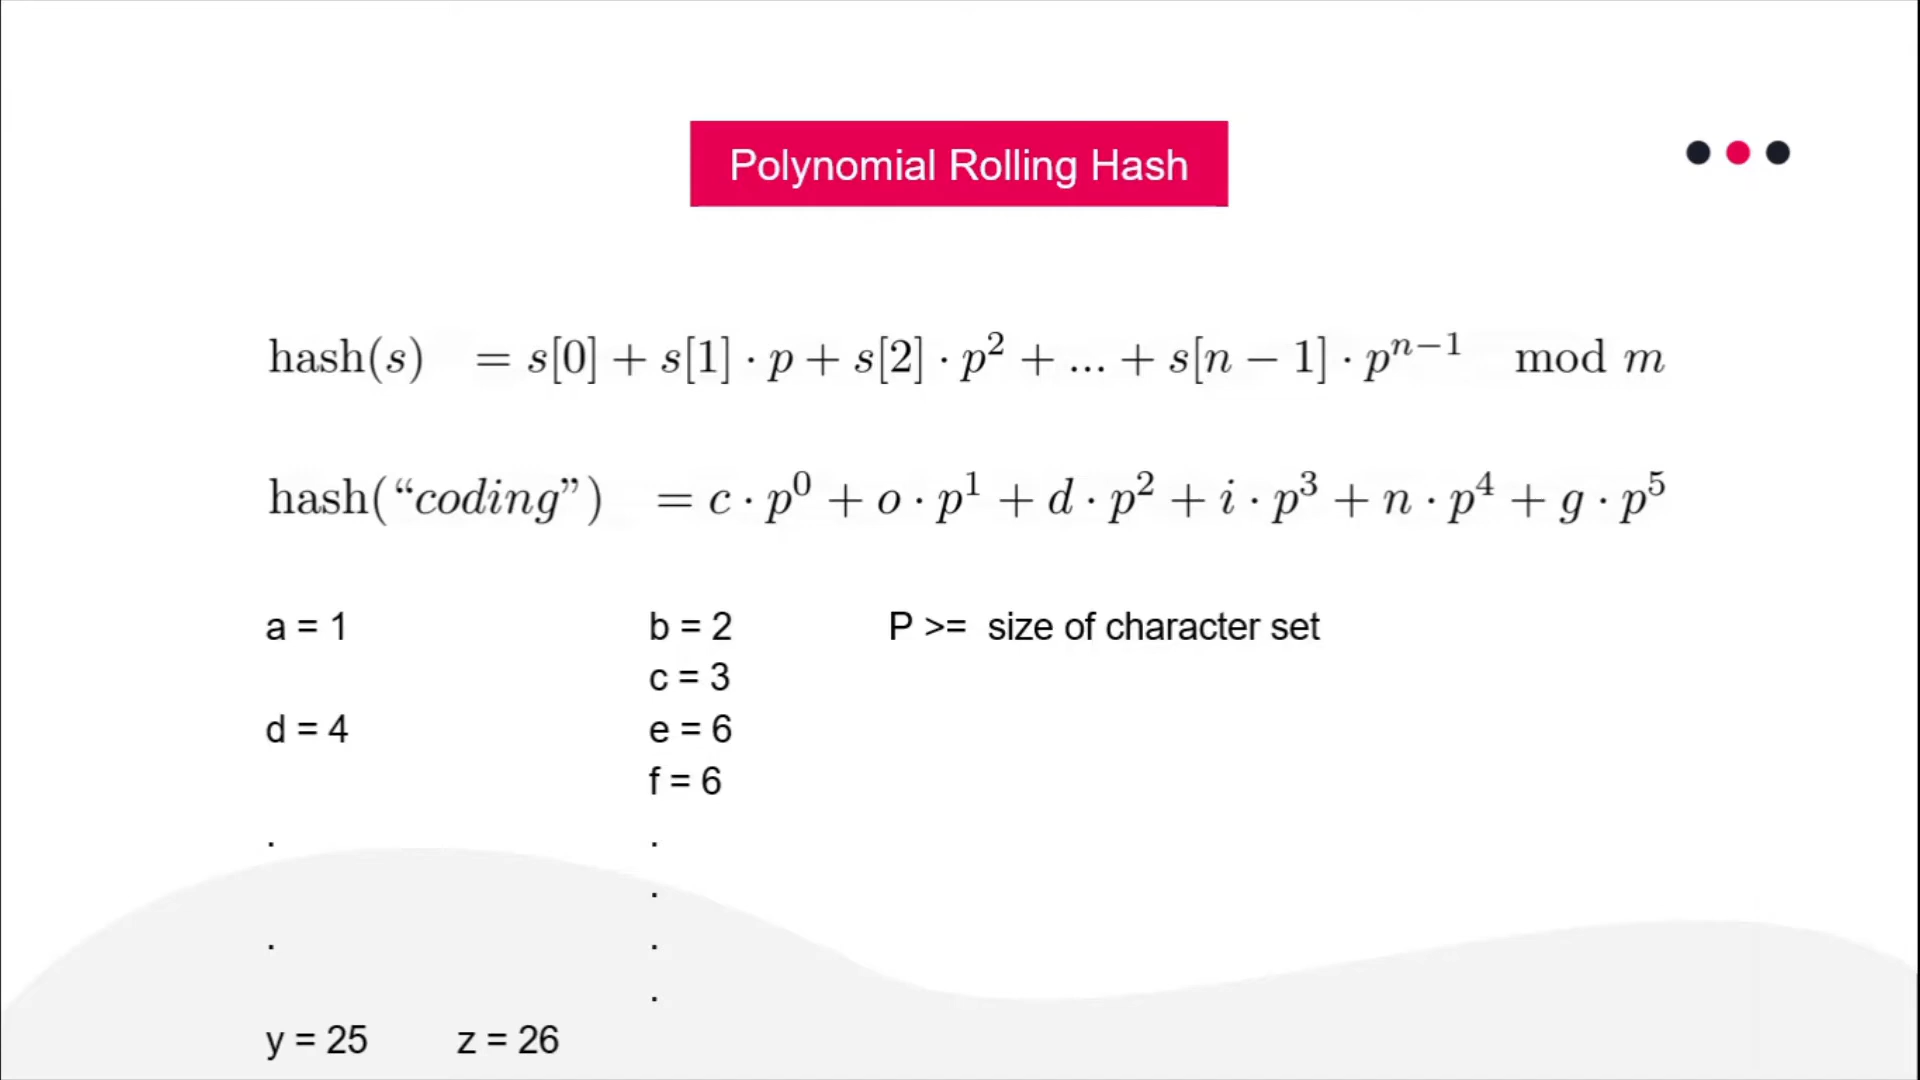 Polynomial Rolling Hash
hash(s) = s[0] + s[1] · p + s[2] · p² + ... + s[n − 1] · pⁿ⁻¹ mod m
hash(“coding”) = c · p⁰ + o · p¹ + d · p² + i · p³ + n · p⁴ + g · p⁵
a = 1 b = 2 P >= size of character set
c = 3
d = 4 e = 6
f = 6
. .
.
. .
.
y = 25 z = 26